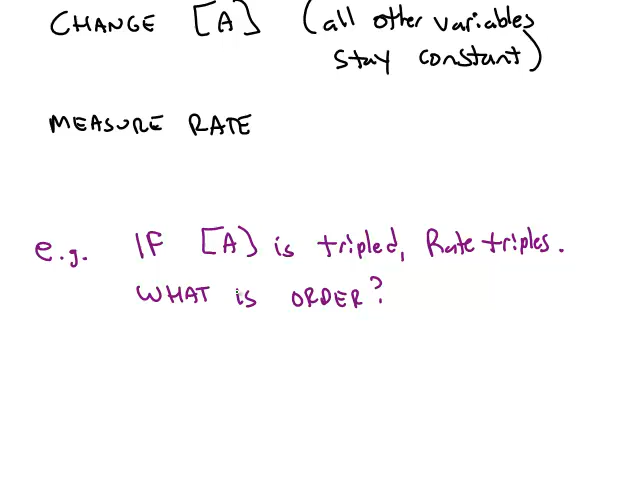 CHANGE [A] (all other variables
stay constant)
MEASURE RATE
e.g. IF [A] is tripled, Rate triples.
WHAT is ORDER?